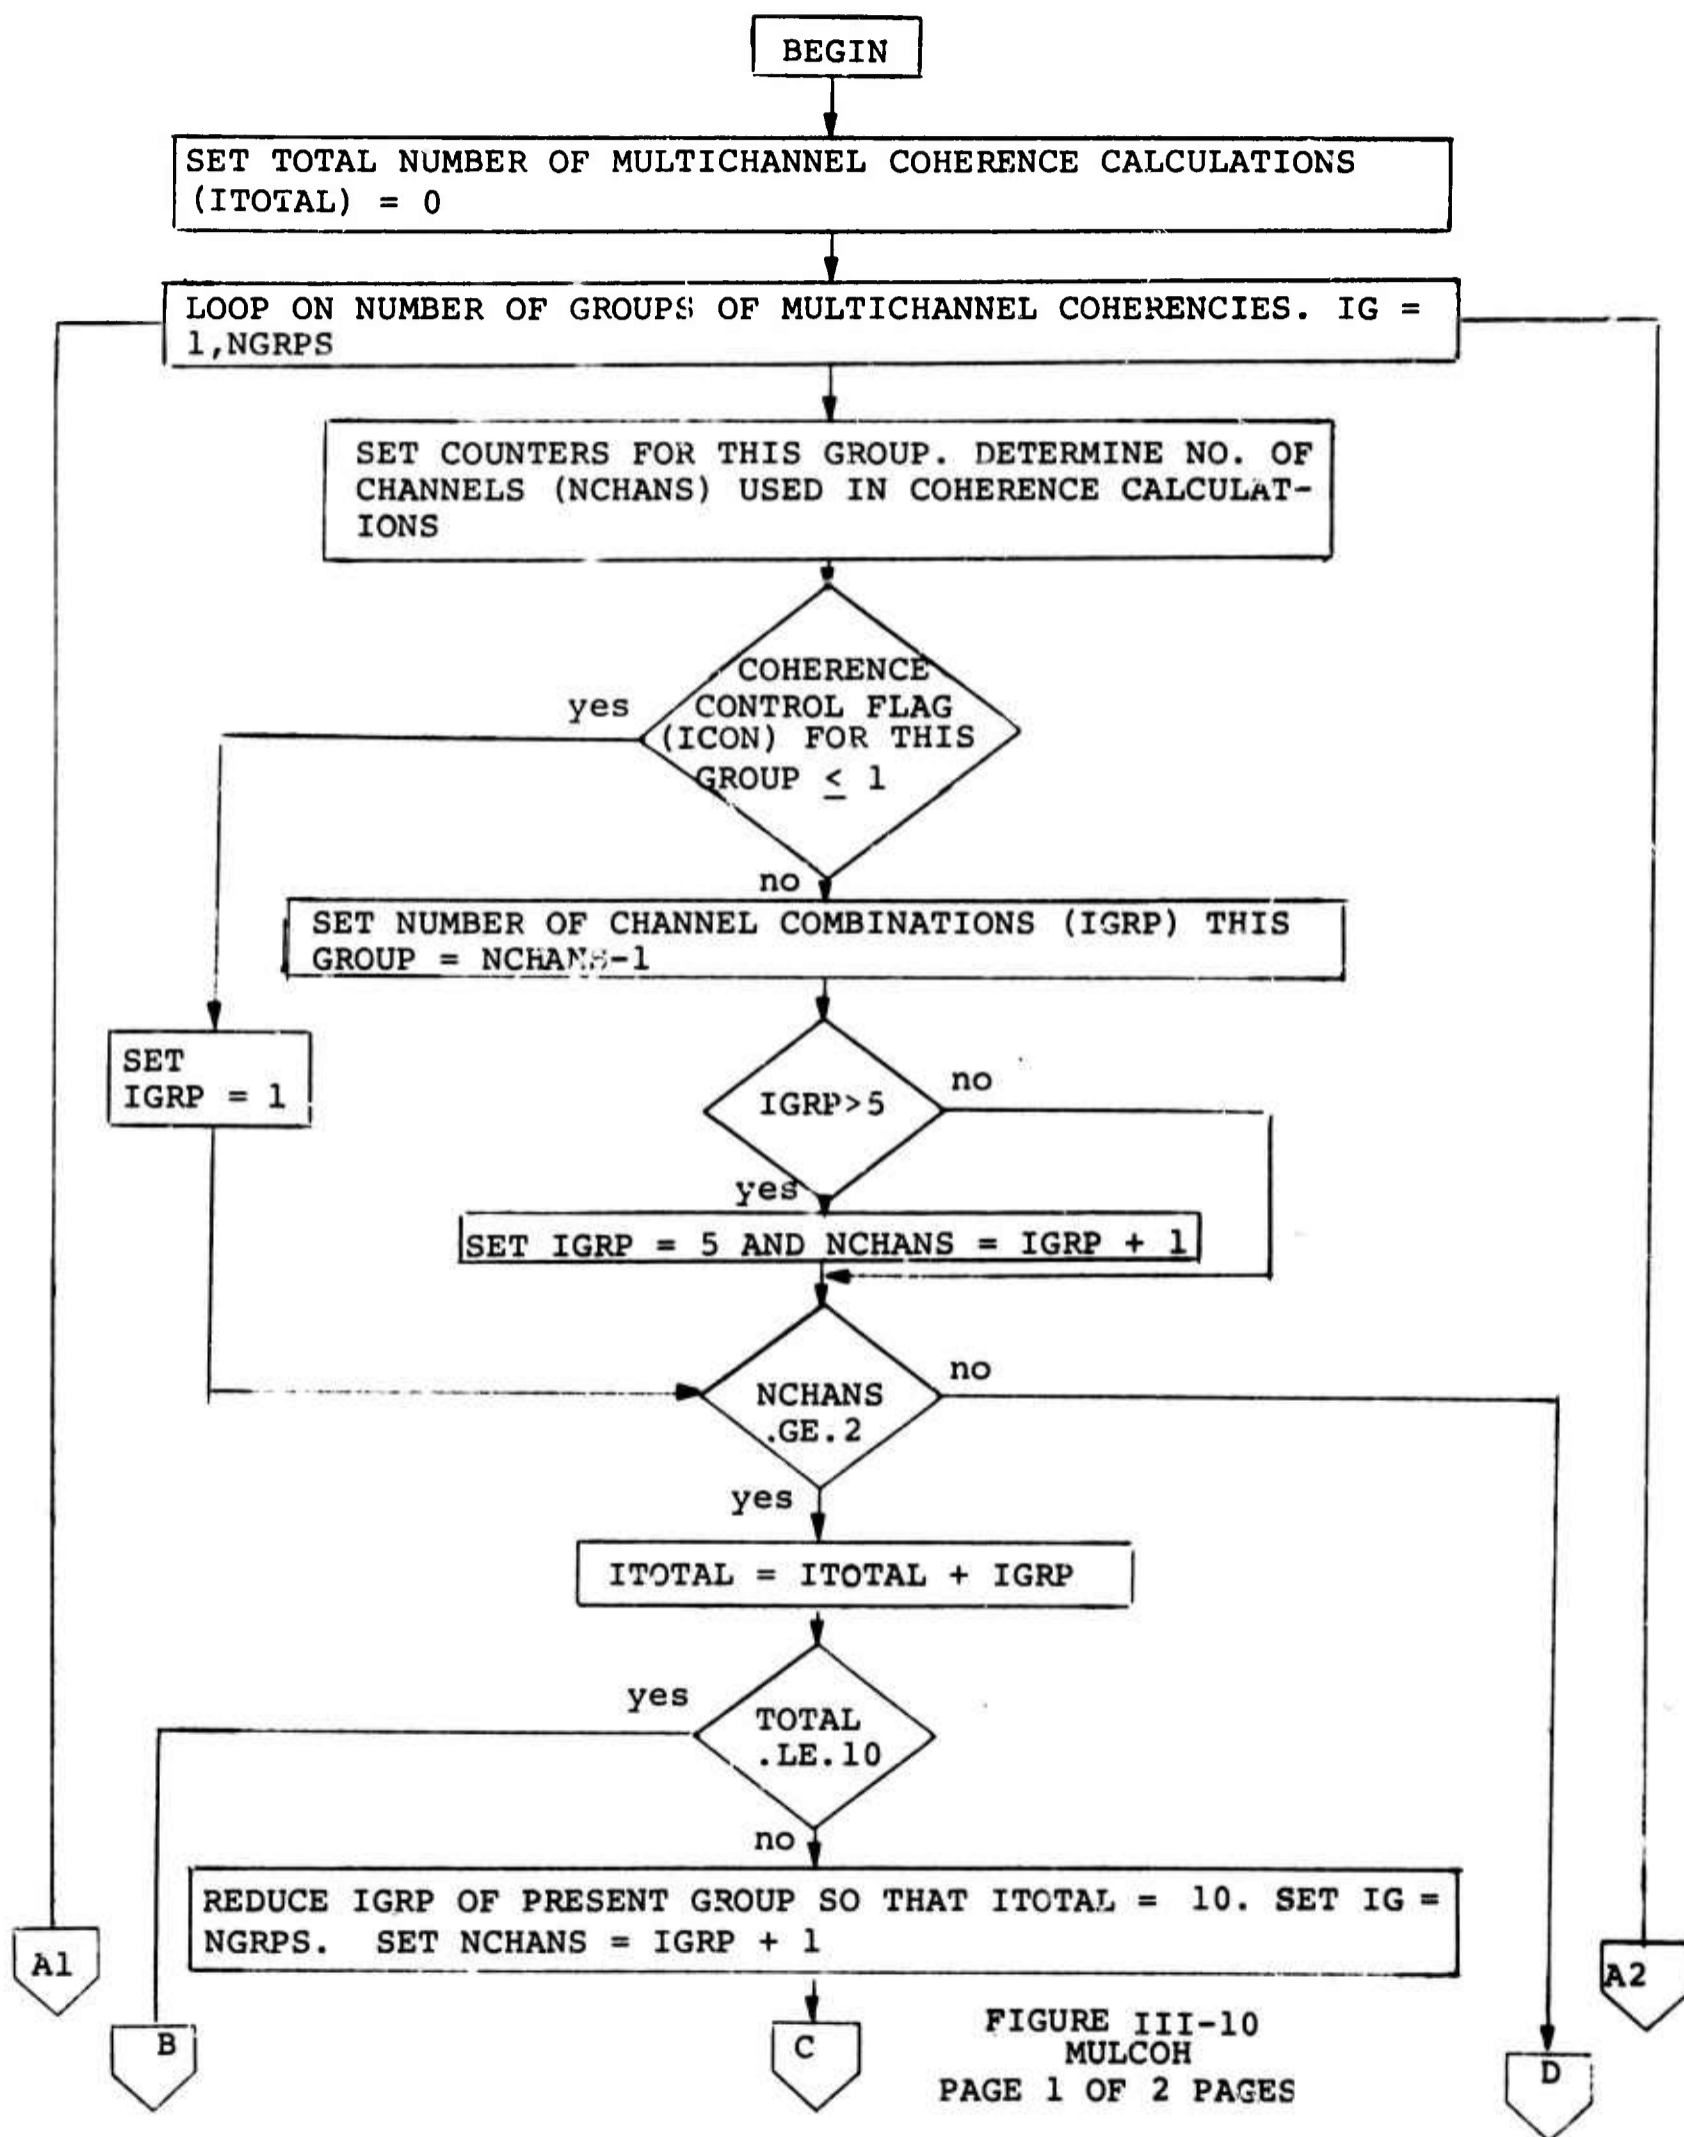 BEGIN
SET TOTAL NUMBER OF MULTICHANNEL COHERENCE CALCULATIONS
(ITOTAL) = 0
LOOP ON NUMBER OF GROUPS OF MULTICHANNEL COHERENCIES. IG =
1,NGRPS
SET COUNTERS FOR THIS GROUP. DETERMINE NO. OF
CHANNELS (NCHANS) USED IN COHERENCE CALCULAT-
IONS
COHERENCE
yes
CONTROL FLAG
(ICON) FOR THIS
GROUP ≤ 1
no
SET NUMBER OF CHANNEL COMBINATIONS (IGRP) THIS
GROUP = NCHANS-1
SET
IGRP = 1
IGRP>5
no
yes
SET IGRP = 5 AND NCHANS = IGRP + 1
NCHANS
.GE.2
no
yes
ITOTAL = ITOTAL + IGRP
yes
TOTAL
.LE.10
no
REDUCE IGRP OF PRESENT GROUP SO THAT ITOTAL = 10. SET IG =
NGRPS. SET NCHANS = IGRP + 1
A1
A2
B
C
D
FIGURE III-10
MULCOH
PAGE 1 OF 2 PAGES